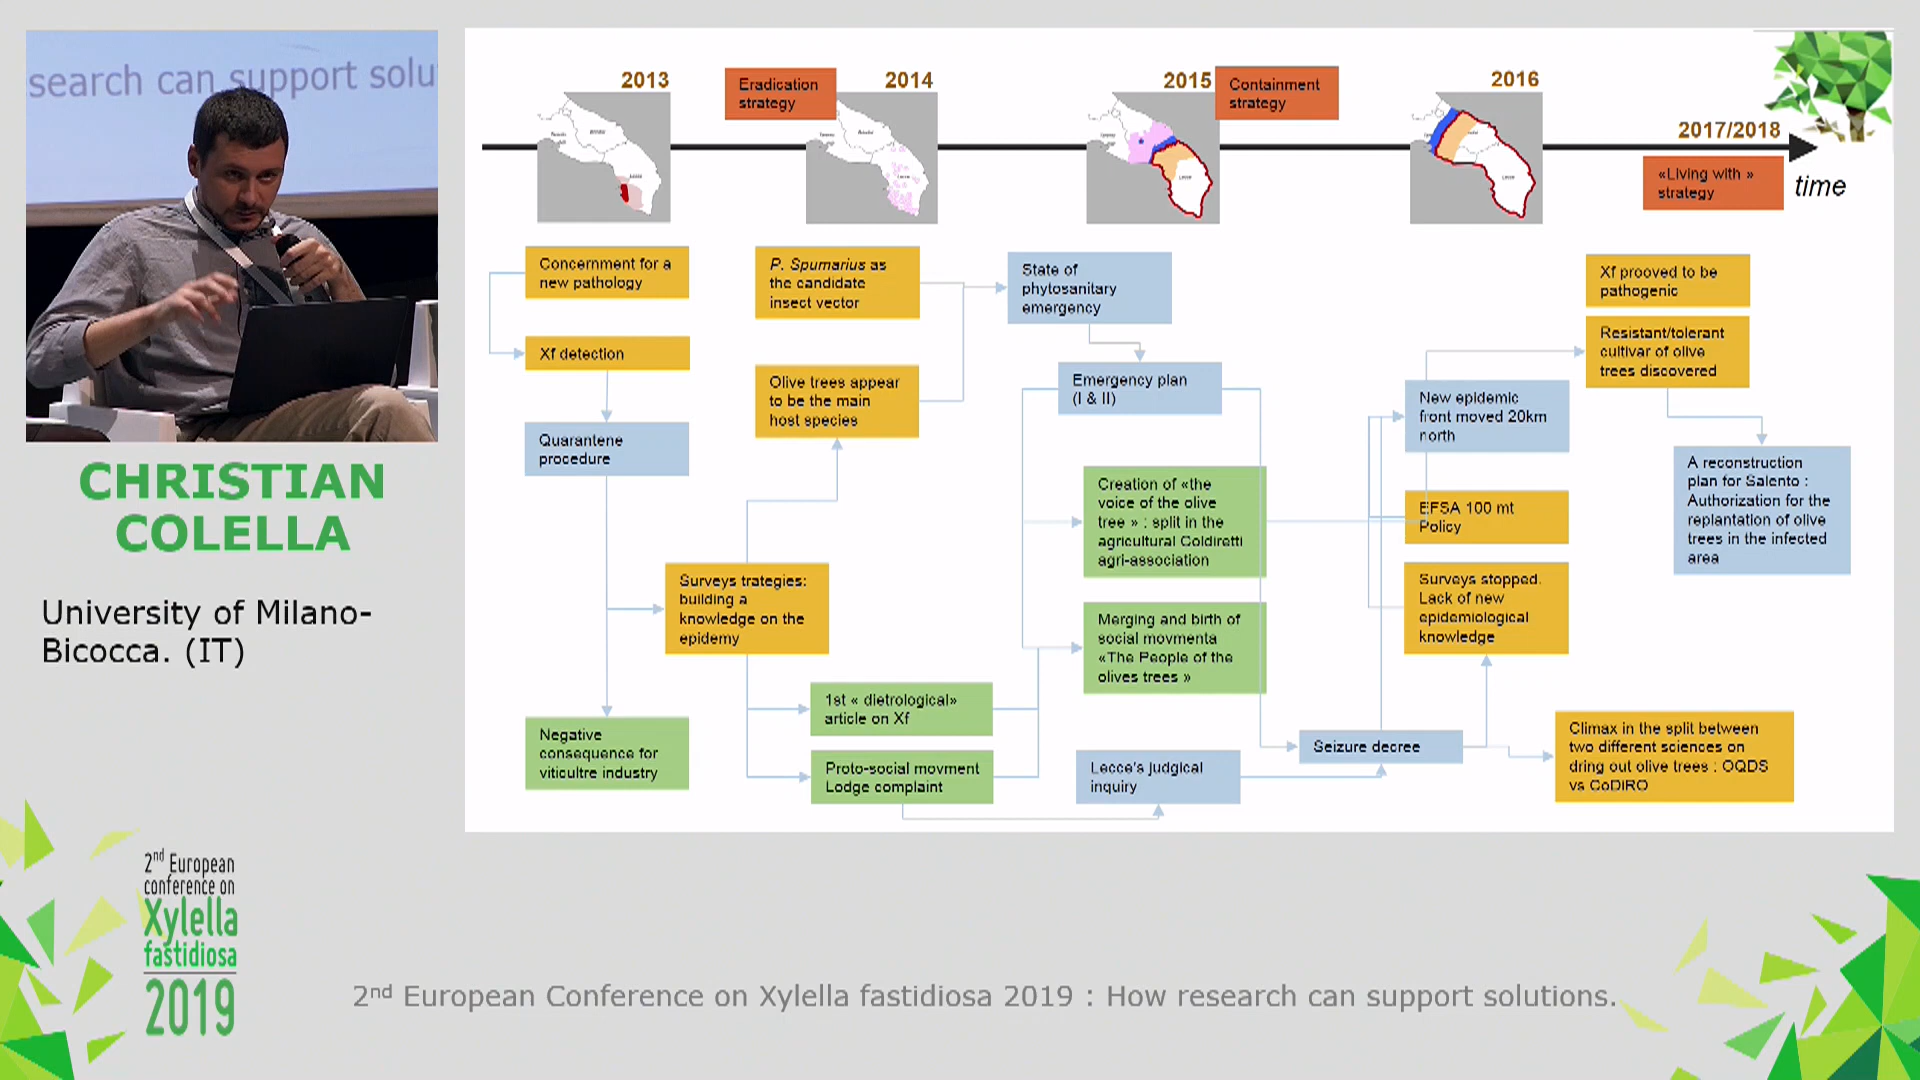 search can support solu
CHRISTIAN
COLELLA
University of Milano-
Bicocca. (IT)
2013
Eradication
strategy
2014
2015
Containment
strategy
2016
2017/2018
«Living with »
strategy
time
Concernment for a
new pathology
Xf detection
Quarantene
procedure
Negative
consequence for
viticultre industry
Surveys trategies:
building a
knowledge on the
epidemy
P. Spumarius as
the candidate
insect vector
Olive trees appear
to be the main
host species
1st « dietrological»
article on Xf
Proto-social movment
Lodge complaint
State of
phytosanitary
emergency
Emergency plan
(I & II)
Creation of «the
voice of the olive
tree » : split in the
agricultural Coldiretti
agri-association
Merging and birth of
social movmenta
«The People of the
olives trees »
Lecce's judgical
inquiry
Seizure decree
New epidemic
front moved 20km
north
EFSA 100 mt
Policy
Surveys stopped.
Lack of new
epidemiological
knowledge
Xf prooved to be
pathogenic
Resistant/tolerant
cultivar of olive
trees discovered
A reconstruction
plan for Salento :
Authorization for the
replantation of olive
trees in the infected
area
Climax in the split between
two different sciences on
dring out olive trees : OQDS
vs CoDiRO
2nd European
conference on
Xylella
fastidiosa
2019
2nd European Conference on Xylella fastidiosa 2019 : How research can support solutions.